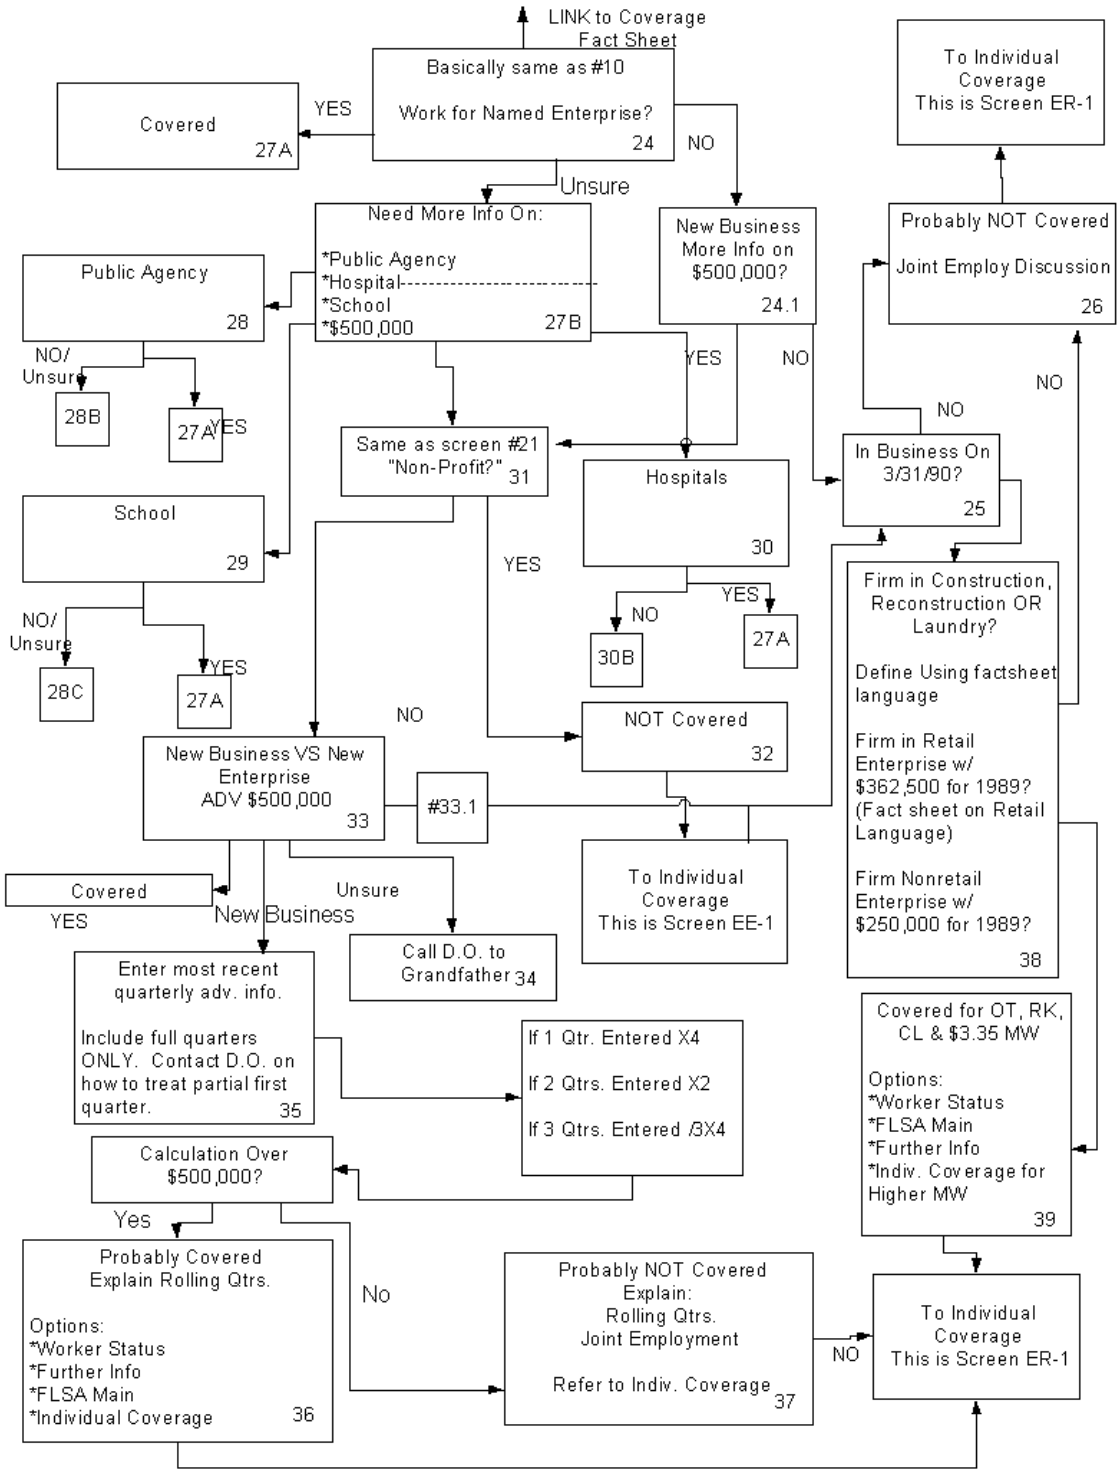 LINK to Coverage
Fact Sheet
Basically same as #10
Work for Named Enterprise?
24
To Individual
Coverage
This is Screen ER-1
YES
Covered
27A
NO
Unsure
Need More Info On:
*Public Agency
*Hospital
*School
*$500,000
27B
New Business
More Info on
$500,000?
24.1
Probably NOT Covered
Joint Employ Discussion
26
Public Agency
28
NO/
Unsure
28B
27A
YES
YES
NO
NO
NO
Same as screen #21
"Non-Profit?"
31
In Business On
3/31/90?
25
Hospitals
30
School
29
YES
NO/
Unsure
28C
YES
27A
NO
30B
YES
27A
Firm in Construction,
Reconstruction OR
Laundry?
Define Using factsheet
language
Firm in Retail
Enterprise w/
$362,500 for 1989?
(Fact sheet on Retail
Language)
Firm Nonretail
Enterprise w/
$250,000 for 1989?
38
NO
NOT Covered
32
New Business VS New
Enterprise
ADV $500,000
33
#33.1
To Individual
Coverage
This is Screen EE-1
Covered
YES
New Business
Unsure
Call D.O. to
Grandfather
34
Enter most recent
quarterly adv. info.
Include full quarters
ONLY. Contact D.O. on
how to treat partial first
quarter.
35
If 1 Qtr. Entered X4
If 2 Qtrs. Entered X2
If 3 Qtrs. Entered /3X4
Covered for OT, RK,
CL & $3.35 MW
Options:
*Worker Status
*FLSA Main
*Further Info
*Indiv. Coverage for
Higher MW
39
Calculation Over
$500,000?
Yes
No
Probably Covered
Explain Rolling Qtrs.
Options:
*Worker Status
*Further Info
*FLSA Main
*Individual Coverage
36
Probably NOT Covered
Explain:
Rolling Qtrs.
Joint Employment
Refer to Indiv. Coverage
37
NO
To Individual
Coverage
This is Screen ER-1